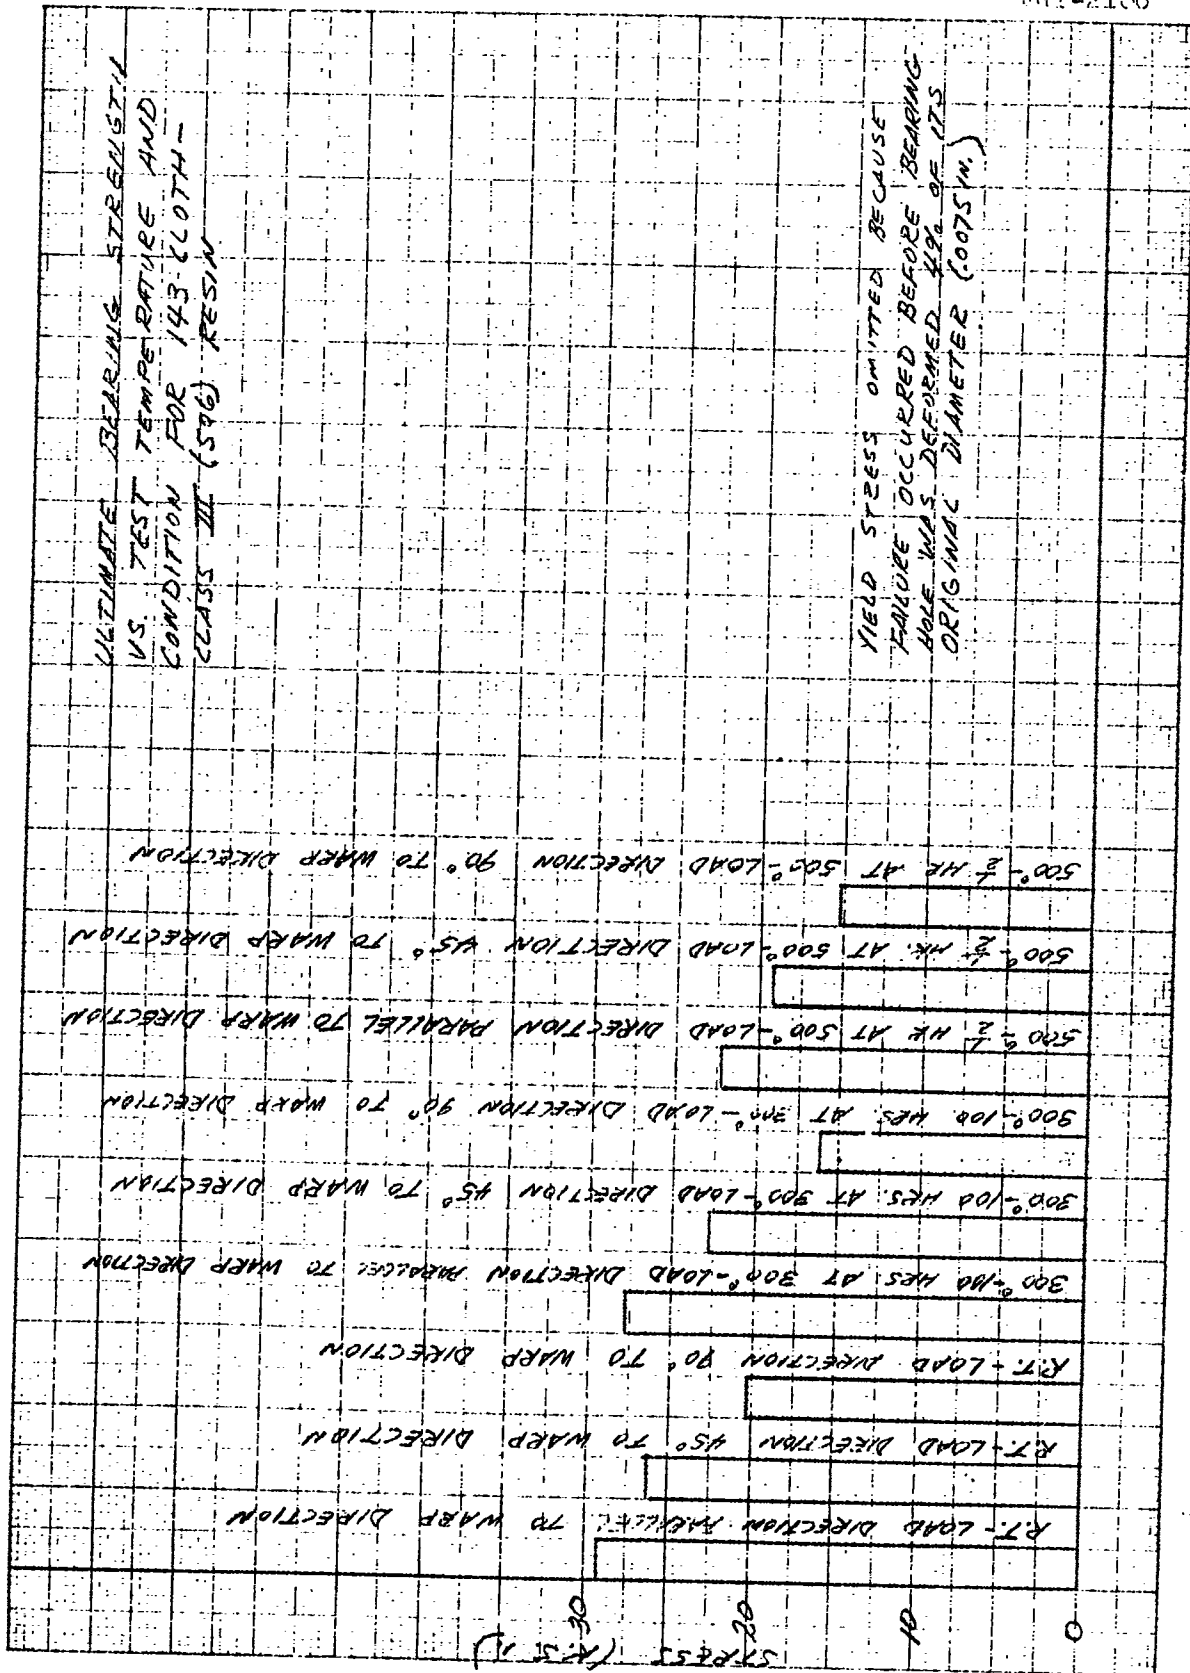 ULTIMATE BEARING STRENGTH
VS. TEST TEMPERATURE AND
CONDITION FOR 143 CLOTH-
CLASS III (596) RESIN
YIELD STRESS OMITTED BECAUSE
FAILURE OCCURRED BEFORE BEARING
HOLE WAS DEFORMED 4% OF ITS
ORIGINAL DIAMETER (.0075 IN.)
STRESS (K.S.I.)
30
20
10
0
R.T.-LOAD DIRECTION PARALLEL TO WARP DIRECTION
R.T.-LOAD DIRECTION 45° TO WARP DIRECTION
R.T.-LOAD DIRECTION 90° TO WARP DIRECTION
300°-100 HRS. AT 300°-LOAD DIRECTION PARALLEL TO WARP DIRECTION
300°-100 HRS. AT 300°-LOAD DIRECTION 45° TO WARP DIRECTION
300°-100 HRS. AT 300°-LOAD DIRECTION 90° TO WARP DIRECTION
500°-1/2 HR AT 500°-LOAD DIRECTION PARALLEL TO WARP DIRECTION
500°-1/2 HR. AT 500°-LOAD DIRECTION 45° TO WARP DIRECTION
500°-1/2 HR AT 500°-LOAD DIRECTION 90° TO WARP DIRECTION